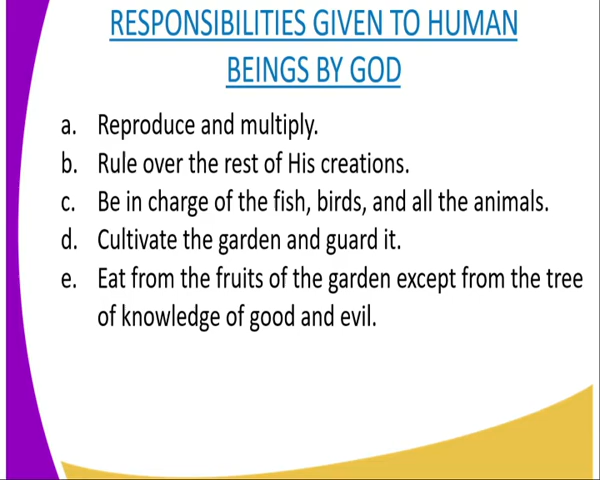 RESPONSIBILITIES GIVEN TO HUMAN
BEINGS BY GOD
a. Reproduce and multiply.
b. Rule over the rest of His creations.
c. Be in charge of the fish, birds, and all the animals.
d. Cultivate the garden and guard it.
e. Eat from the fruits of the garden except from the tree
of knowledge of good and evil.